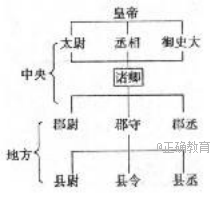 皇帝
太尉 丞相 御史大
中央
诸卿
郡尉 郡守 郡丞
@正确教育
地方
县尉 县令 县丞